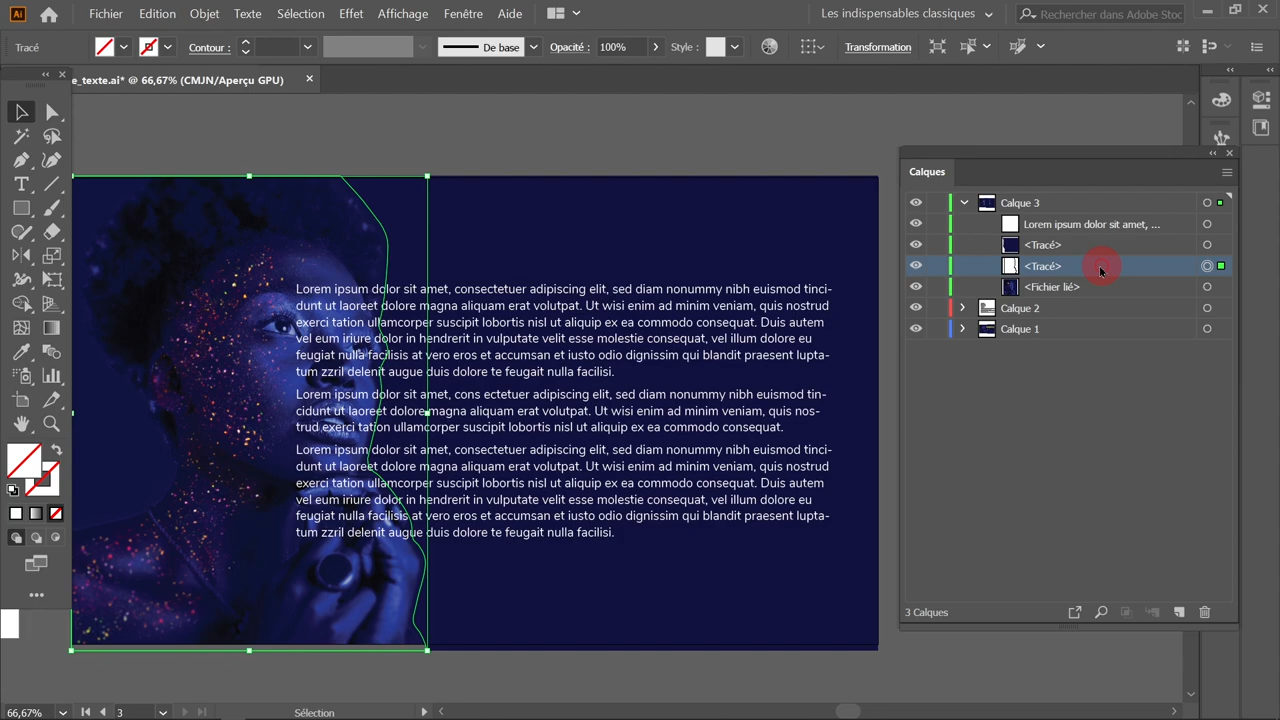 Ai Fichier Edition Objet Texte Sélection Effet Affichage Fenêtre Aide Les indispensables classiques Rechercher dans Adobe Stoc
Tracé Contour : De base Opacité : 100% Style : Transformation
e_texte.ai* @ 66,67% (CMJN/Aperçu GPU)
Calques
Calque 3
Lorem ipsum dolor sit amet, ...
<Tracé>
<Tracé>
<Fichier lié>
Calque 2
Calque 1
3 Calques
Lorem ipsum dolor sit amet, consectetuer adipiscing elit, sed diam nonummy nibh euismod tinci-
dunt ut laoreet dolore magna aliquam erat volutpat. Ut wisi enim ad minim veniam, quis nostrud
exerci tation ullamcorper suscipit lobortis nisl ut aliquip ex ea commodo consequat. Duis autem
vel eum iriure dolor in hendrerit in vulputate velit esse molestie consequat, vel illum dolore eu
feugiat nulla facilisis at vero eros et accumsan et iusto odio dignissim qui blandit praesent lupta-
tum zzril delenit augue duis dolore te feugait nulla facilisi.
Lorem ipsum dolor sit amet, cons ectetuer adipiscing elit, sed diam nonummy nibh euismod tin-
cidunt ut laoreet dolore magna aliquam erat volutpat. Ut wisi enim ad minim veniam, quis nos-
trud exerci tation ullamcorper suscipit lobortis nisl ut aliquip ex ea commodo consequat.
Lorem ipsum dolor sit amet, consectetuer adipiscing elit, sed diam nonummy nibh euismod tinci-
dunt ut laoreet dolore magna aliquam erat volutpat. Ut wisi enim ad minim veniam, quis nostrud
exerci tation ullamcorper suscipit lobortis nisl ut aliquip ex ea commodo consequat. Duis autem
vel eum iriure dolor in hendrerit in vulputate velit esse molestie consequat, vel illum dolore eu
feugiat nulla facilisis at vero eros et accumsan et iusto odio dignissim qui blandit praesent lupta-
tum zzril delenit augue duis dolore te feugait nulla facilisi.
66,67% 3 Sélection